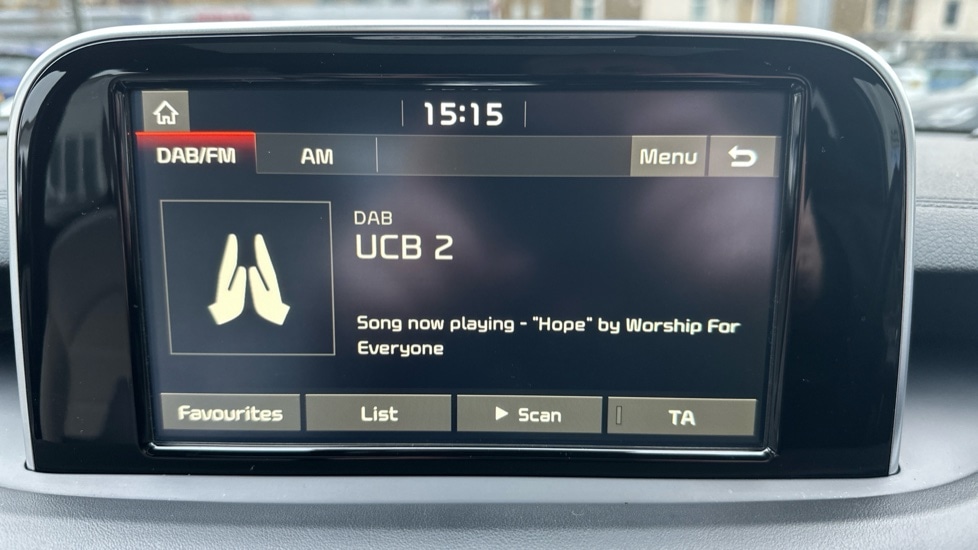 15:15
DAB/FM AM Menu
DAB
UCB 2
Song now playing - "Hope" by Worship For
Everyone
Favourites List Scan TA